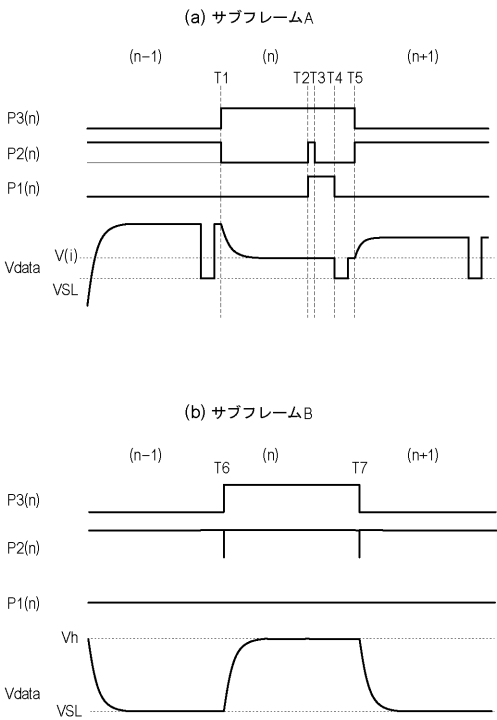 (a) サブフレームA
(n-1) (n) (n+1)
T1 T2 T3 T4 T5
P3(n)
P2(n)
P1(n)
V(i)
Vdata
VSL
(b) サブフレームB
(n-1) (n) (n+1)
T6 T7
P3(n)
P2(n)
P1(n)
Vh
Vdata
VSL